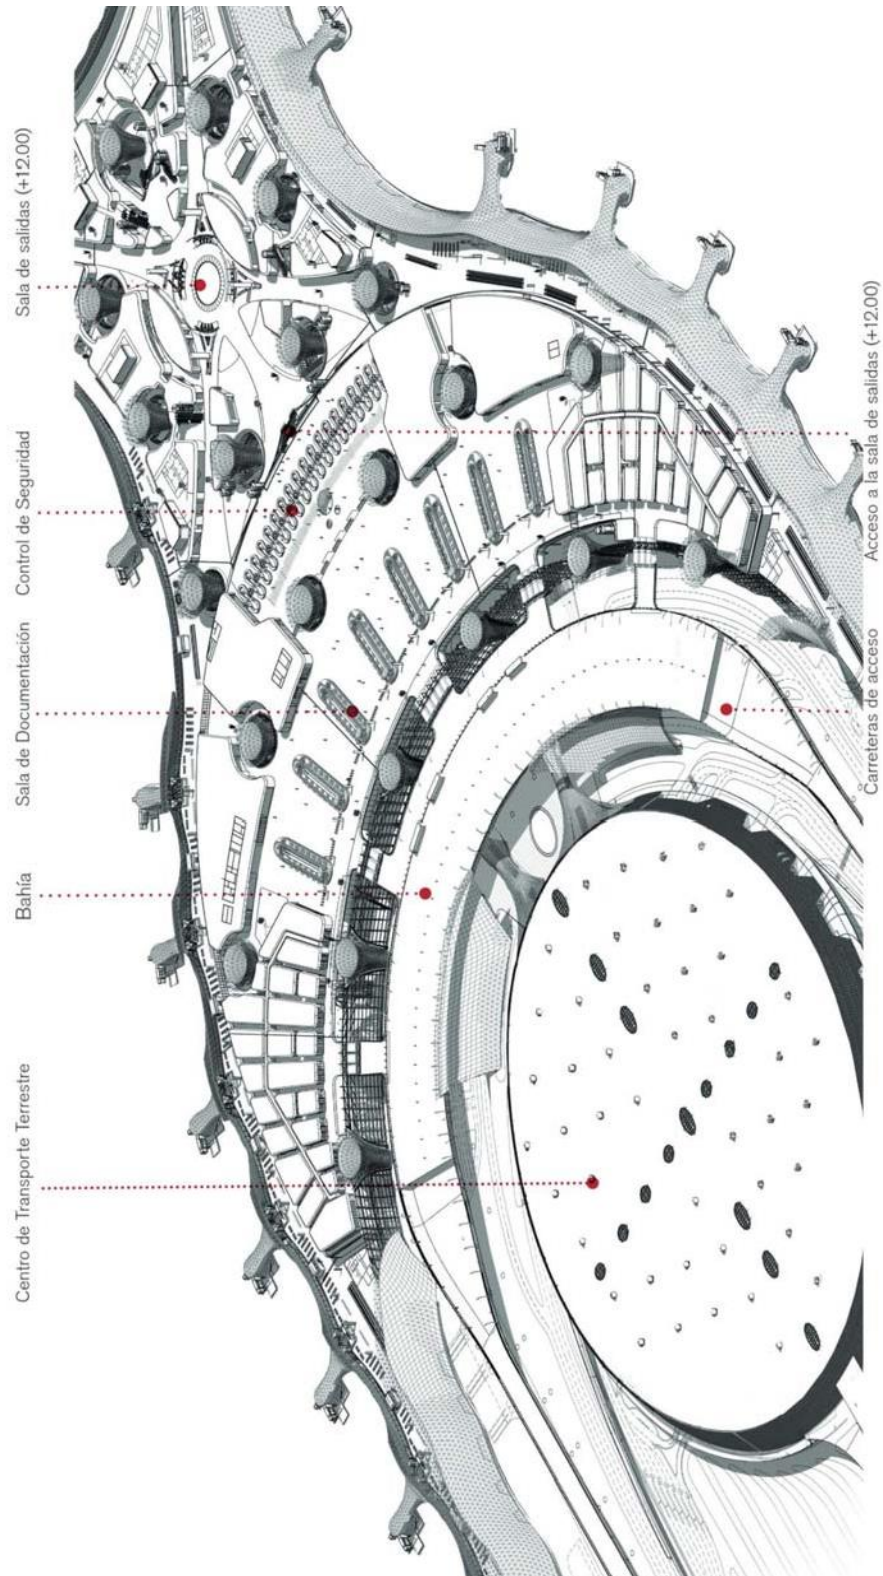 Centro de Transporte Terrestre
Bahía
Sala de Documentación
Control de Seguridad
Sala de salidas (+12.00)
Carreteras de acceso
Acceso a la sala de salidas (+12.00)